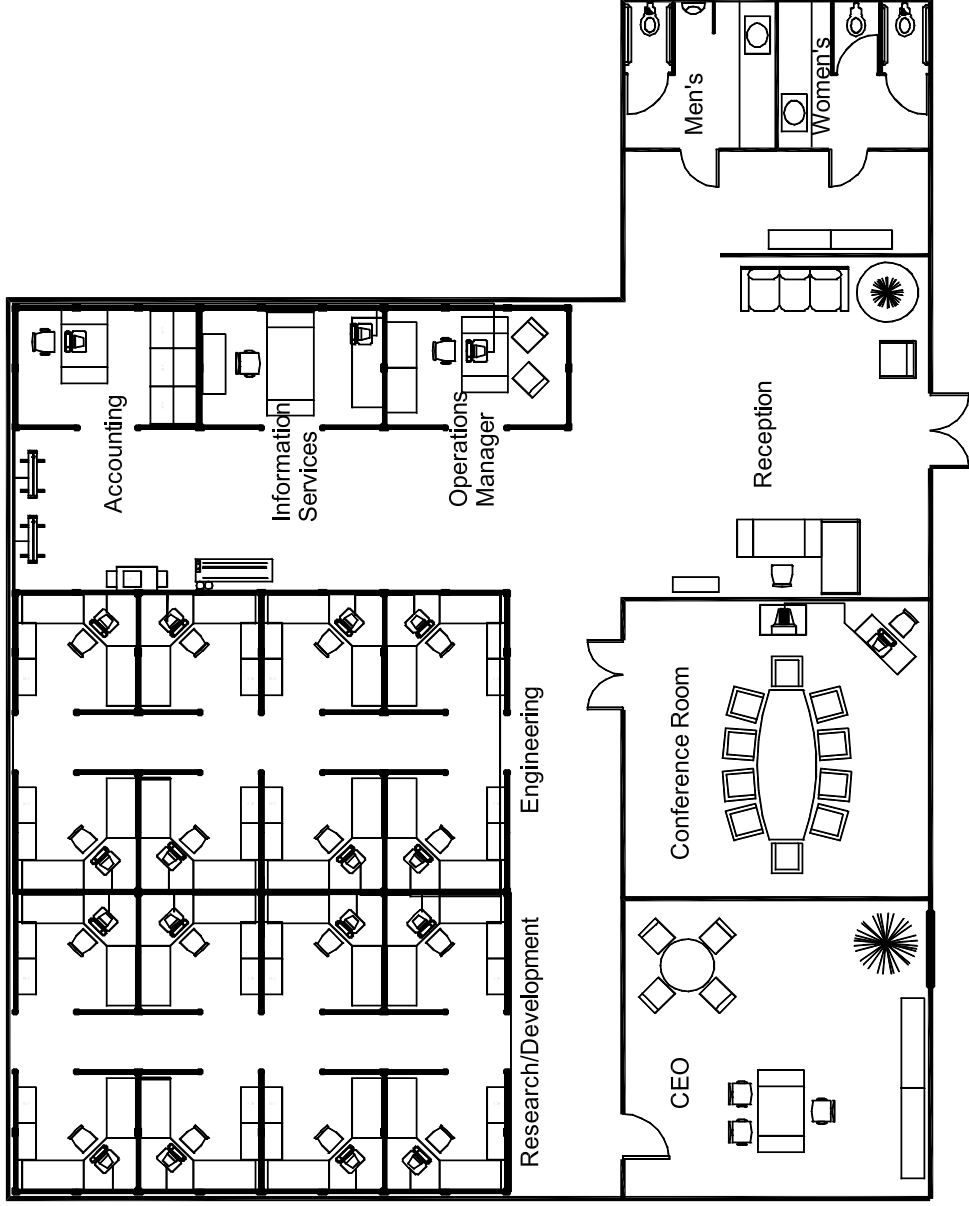 Men's
Women's
Accounting
Information
Services
Operations
Manager
Reception
Engineering
Conference Room
Research/Development
CEO